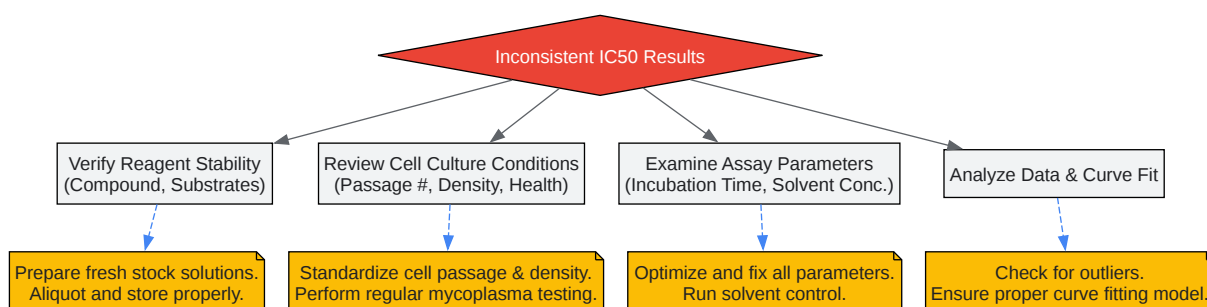 Inconsistent IC50 Results
Verify Reagent Stability
(Compound, Substrates)
Review Cell Culture Conditions
(Passage #, Density, Health)
Examine Assay Parameters
(Incubation Time, Solvent Conc.)
Analyze Data & Curve Fit
Prepare fresh stock solutions.
Aliquot and store properly.
Standardize cell passage & density.
Perform regular mycoplasma testing.
Optimize and fix all parameters.
Run solvent control.
Check for outliers.
Ensure proper curve fitting model.